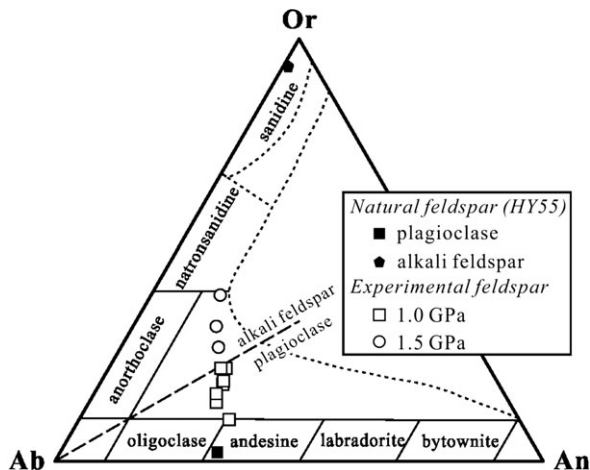 Or
sanidine
natronsanidine
Natural feldspar (HY55)
plagioclase
alkali feldspar
Experimental feldspar
1.0 GPa
1.5 GPa
alkali feldspar
plagioclase
anorthoclase
oligoclase
andesine
labradorite
bytownite
Ab
An